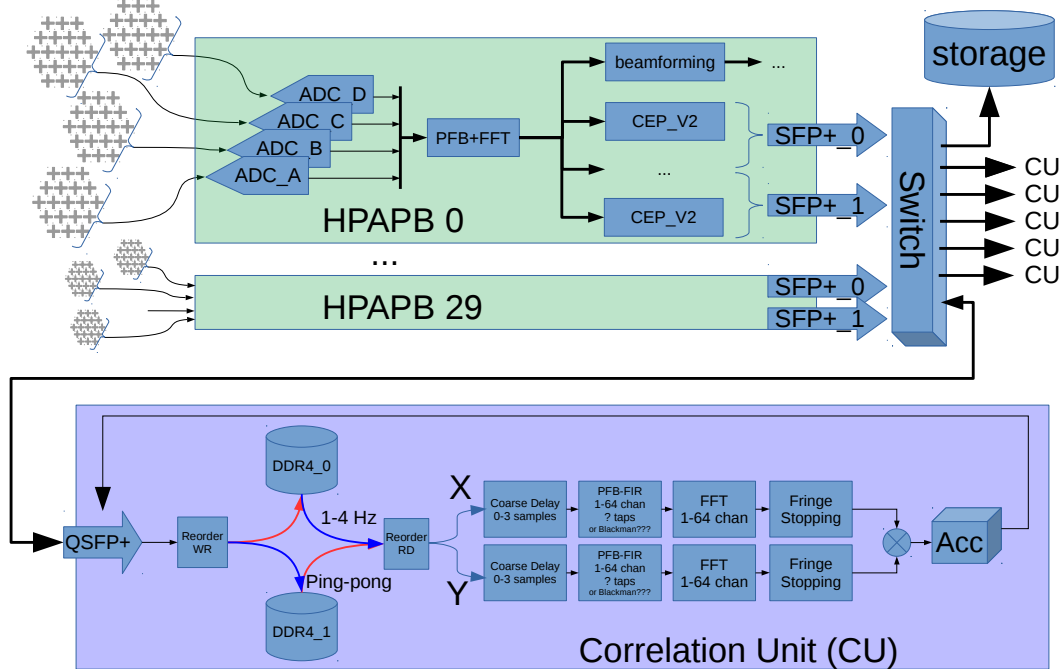 storage
ADC_D
ADC_C
ADC_B
ADC_A
PFB+FFT
beamforming
...
CEP_V2
...
CEP_V2
SFP+_0
SFP+_1
HPAPB 0
...
HPAPB 29
SFP+_0
SFP+_1
Switch
CU
CU
CU
CU
CU
QSFP+
Reorder
WR
DDR4_0
1-4 Hz
Ping-pong
DDR4_1
Reorder
RD
X
Coarse Delay
0-3 samples
PFB-FIR
1-64 chan
? taps
or Blackman???
FFT
1-64 chan
Fringe
Stopping
Y
Coarse Delay
0-3 samples
PFB-FIR
1-64 chan
? taps
or Blackman???
FFT
1-64 chan
Fringe
Stopping
Acc
Correlation Unit (CU)